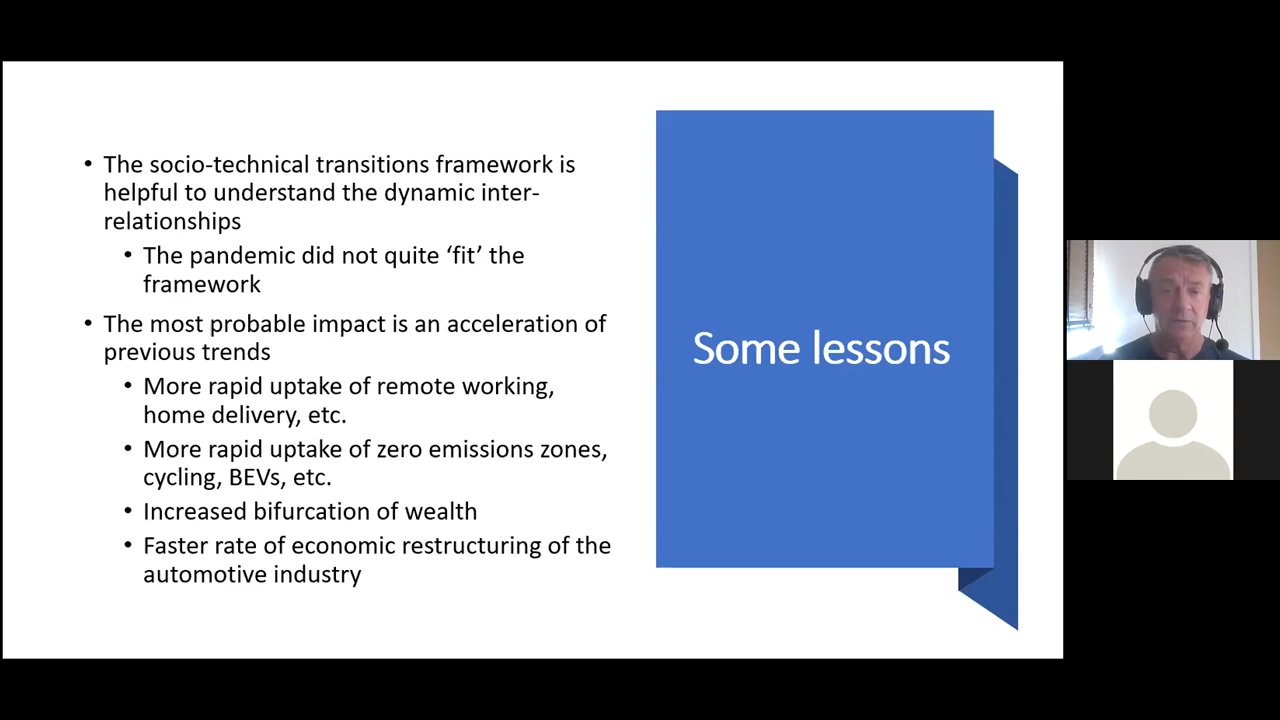 • The socio-technical transitions framework is
helpful to understand the dynamic inter-
relationships
• The pandemic did not quite ‘fit’ the
framework
• The most probable impact is an acceleration of
previous trends
• More rapid uptake of remote working,
home delivery, etc.
• More rapid uptake of zero emissions zones,
cycling, BEVs, etc.
• Increased bifurcation of wealth
• Faster rate of economic restructuring of the
automotive industry
Some lessons